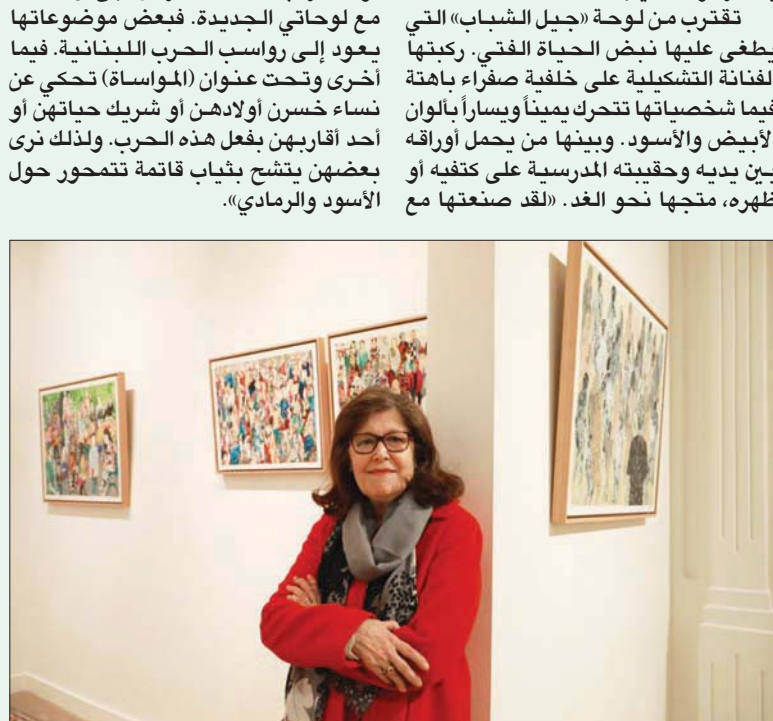 تقترب من لوحة «جيل الشباب» التي
يطغى عليها نبض الحياة الفتي. ركبتها
لفنانة التشكيلية على خلفية صفراء باهتة
فيما شخصياتها تتحرك يميناً ويساراً بألوان
لأبيض والأسود. وبينها من يحمل أوراقه
بين يديه وحقيبته المدرسية على كتفيه أو
ظهره، متجها نحو الغد. «لقد صنعتها مع
مع لوحاتي الجديدة. فبعض موضوعاتها
يعود إلى رواسب الحرب اللبنانية. فيما
أخرى وتحت عنوان (المواساة) تحكي عن
نساء خسرن أولادهن أو شريك حياتهن أو
أحد أقاربهن بفعل هذه الحرب. ولذلك نرى
بعضهن يتشح بثياب قاتمة تتمحور حول
الأسود والرمادي».